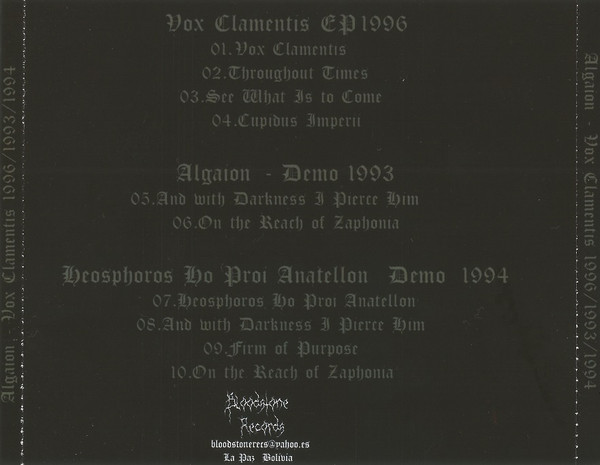 Algaion - Vox Clamentis 1996/1993/1994
Vox Clamentis EP 1996
01.Vox Clamentis
02.Throughout Times
03.See What Is to Come
04.Cupidus Imperii
Algaion - Demo 1993
05.And with Darkness I Pierce Him
06.On the Reach of Zaphonia
Heosphoros Ho Proi Anatellon Demo 1994
07.Heosphoros Ho Proi Anatellon
08.And with Darkness I Pierce Him
09.Firm of Purpose
10.On the Reach of Zaphonia
Bloodstone
Records
bloodstonerecs@yahoo.es
La Paz Bolivia
Algaion - Vox Clamentis 1996/1993/1994